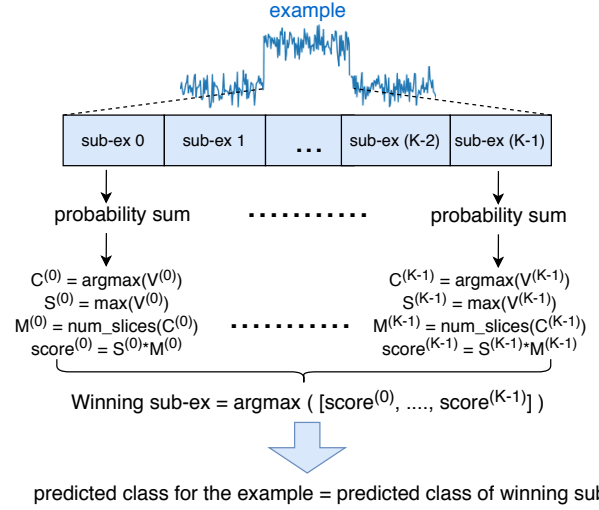 example
sub-ex 0 sub-ex 1 ... sub-ex (K-2) sub-ex (K-1)
probability sum ........... probability sum
C^(0) = argmax(V^(0)) C^(K-1) = argmax(V^(K-1))
S^(0) = max(V^(0)) S^(K-1) = max(V^(K-1))
M^(0) = num_slices(C^(0)) ........... M^(K-1) = num_slices(C^(K-1))
score^(0) = S^(0)*M^(0) score^(K-1) = S^(K-1)*M^(K-1)
Winning sub-ex = argmax ( [score^(0), ...., score^(K-1)] )
predicted class for the example = predicted class of winning sub